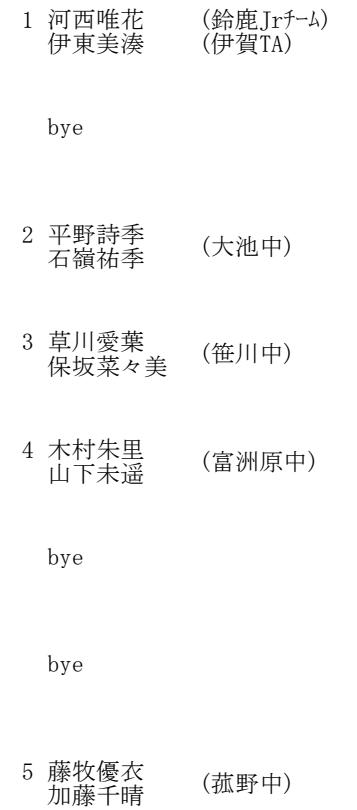 1 河西唯花 (鈴鹿Jrﾁｰﾑ)
伊東美湊 (伊賀TA)
bye
2 平野詩季
石嶺祐季 (大池中)
3 草川愛葉
保坂菜々美 (笹川中)
4 木村朱里
山下未遥 (富洲原中)
bye
bye
5 藤牧優衣
加藤千晴 (菰野中)